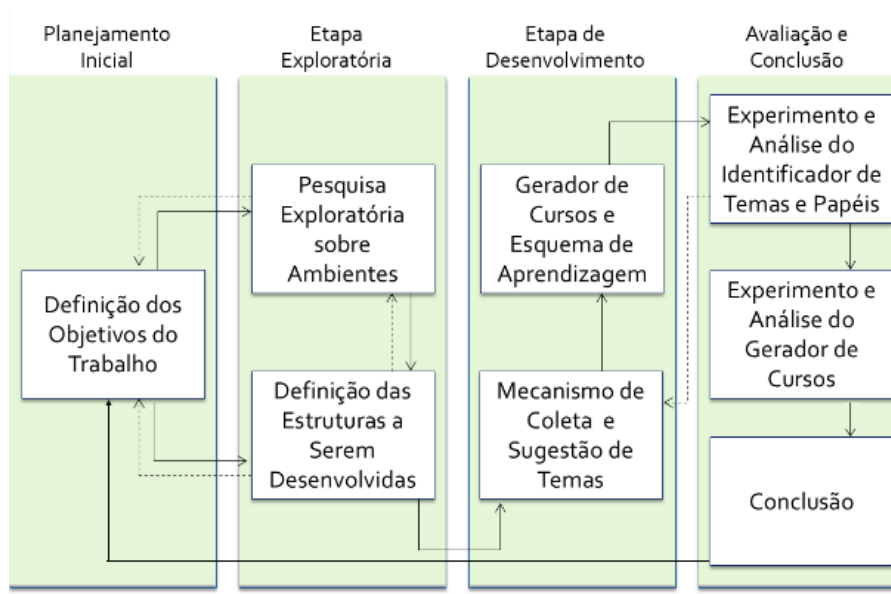 Planejamento
Inicial
Etapa
Exploratória
Etapa de
Desenvolvimento
Avaliação e
Conclusão
Definição dos
Objetivos do
Trabalho
Pesquisa
Exploratória
sobre
Ambientes
Definição das
Estruturas a
Serem
Desenvolvidas
Gerador de
Cursos e
Esquema de
Aprendizagem
Mecanismo de
Coleta e
Sugestão de
Temas
Experimento e
Análise do
Identificador de
Temas e Papéis
Experimento e
Análise do
Gerador de
Cursos
Conclusão